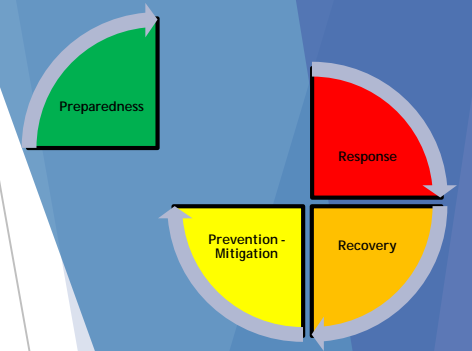 Preparedness
Response
Prevention -
Mitigation
Recovery